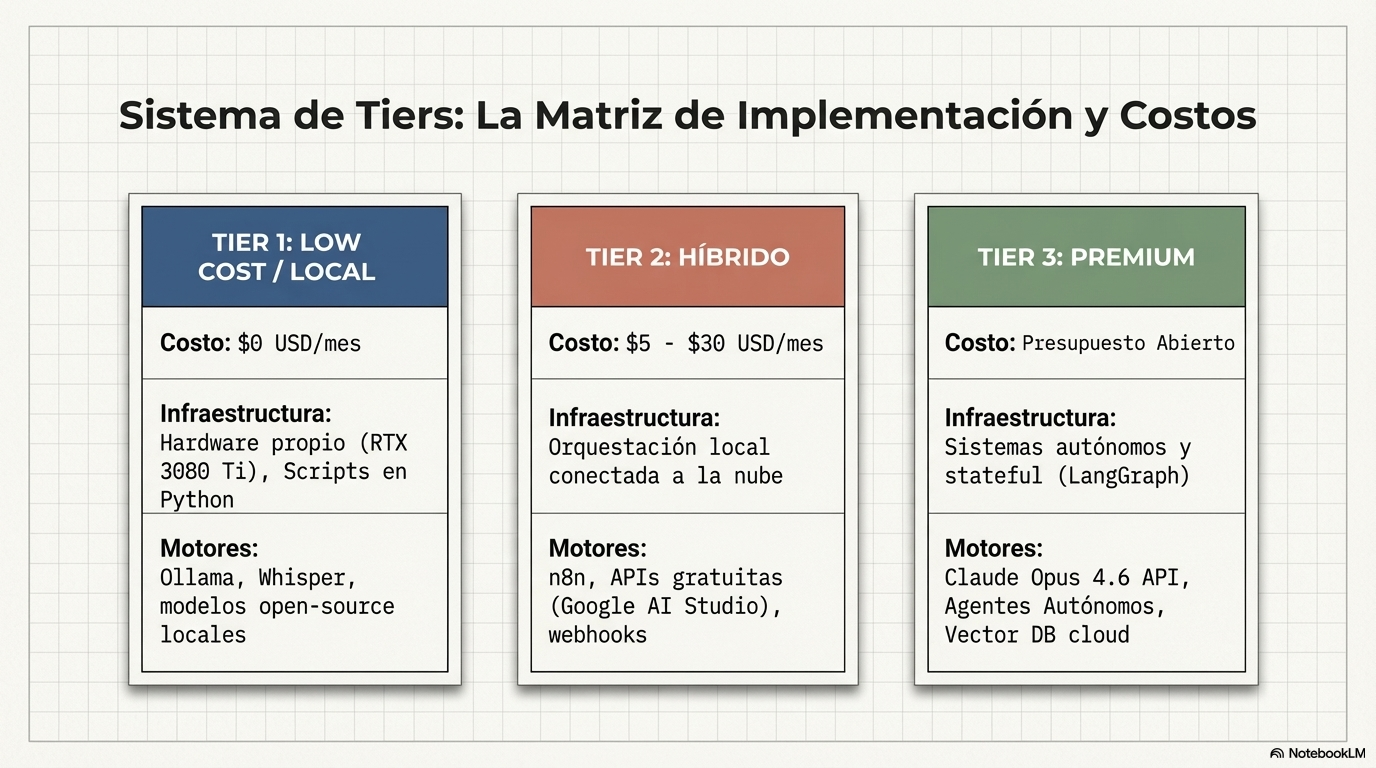 Sistema de Tiers: La Matriz de Implementación y Costos
TIER 1: LOW
COST / LOCAL
Costo: $0 USD/mes
Infraestructura:
Hardware propio (RTX
3080 Ti), Scripts en
Python
Motores:
Ollama, Whisper,
modelos open-source
locales
TIER 2: HÍBRIDO
Costo: $5 - $30 USD/mes
Infraestructura:
Orquestación local
conectada a la nube
Motores:
n8n, APIs gratuitas
(Google AI Studio),
webhooks
TIER 3: PREMIUM
Costo: Presupuesto Abierto
Infraestructura:
Sistemas autónomos y
stateful (LangGraph)
Motores:
Claude Opus 4.6 API,
Agentes Autónomos,
Vector DB cloud
NotebookLM